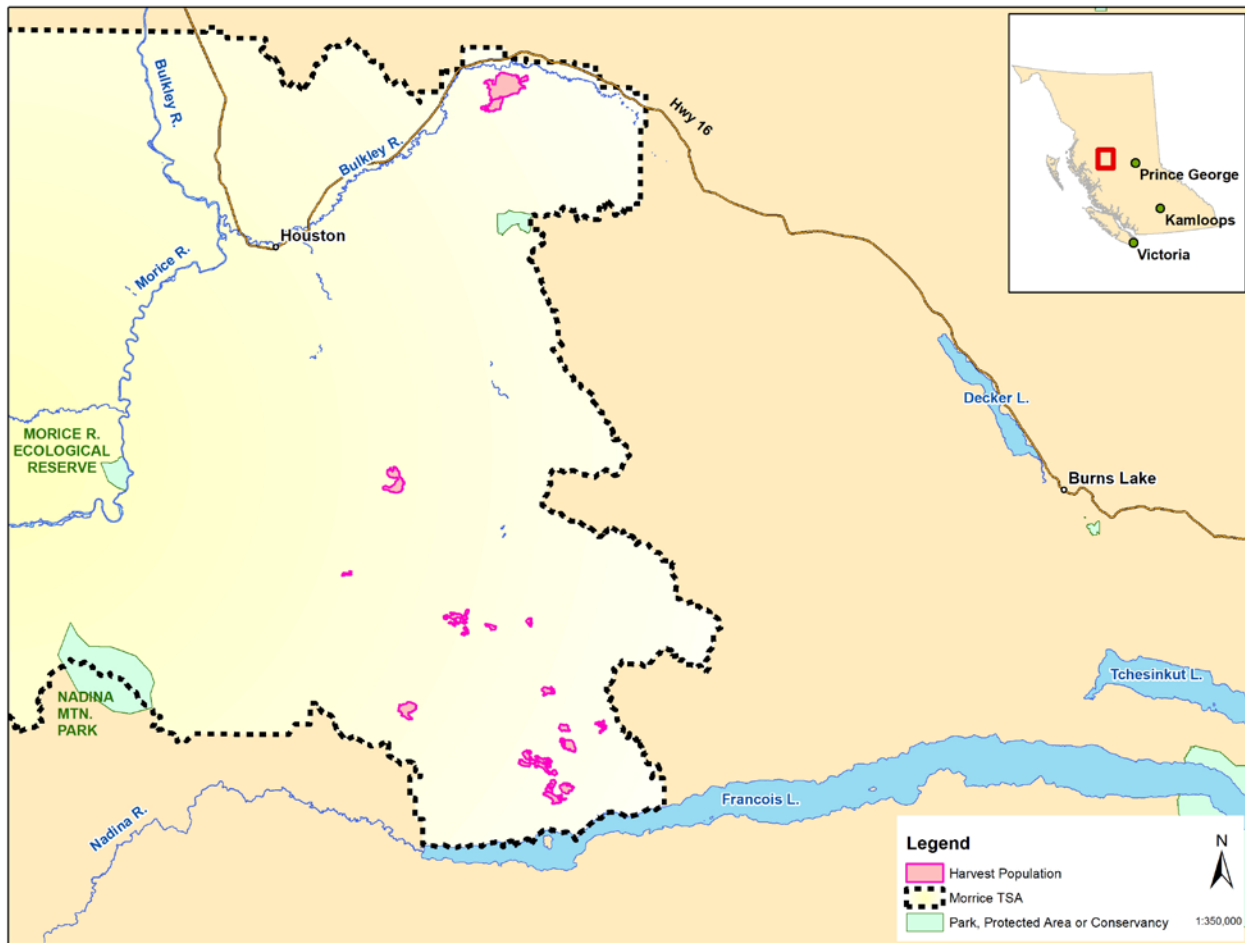 Bulkley R.
Hwy 16
Bulkley R.
Houston
Morice R.
Prince George
Kamloops
Victoria
Decker L.
Burns Lake
MORICE R.
ECOLOGICAL
RESERVE
NADINA
MTN.
PARK
Tchesinkut L.
Francois L.
Nadina R.
Legend
Harvest Population
Morrice TSA
Park, Protected Area or Conservancy
N
1:350,000